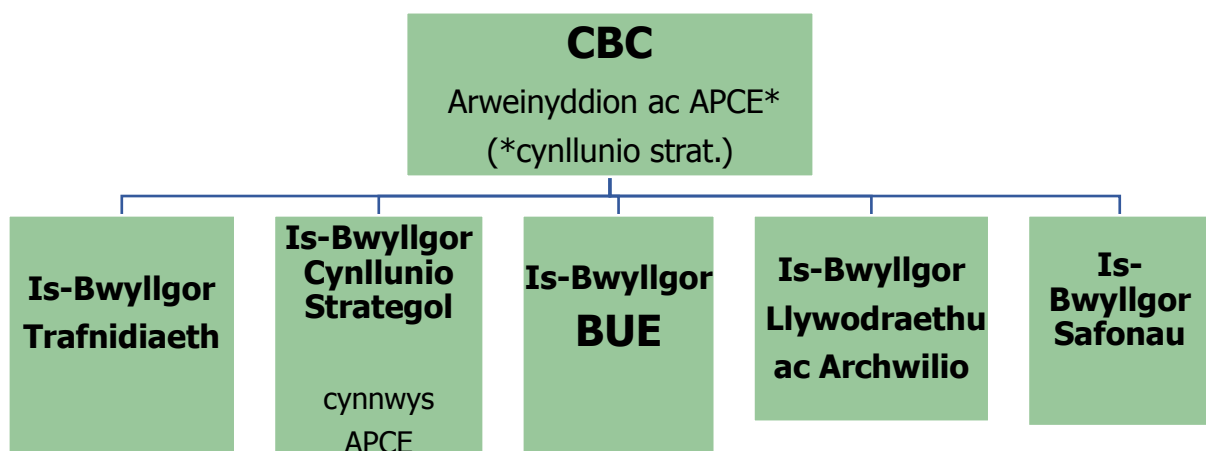 CBC
Arweinyddion ac APCE*
(*cynllunio strat.)
Is-Bwyllgor
Trafnidiaeth
Is-Bwyllgor
Cynllunio
Strategol
cynnwys
APCE
Is-Bwyllgor
BUE
Is-Bwyllgor
Llywodraethu
ac Archwilio
Is-
Bwyllgor
Safonau